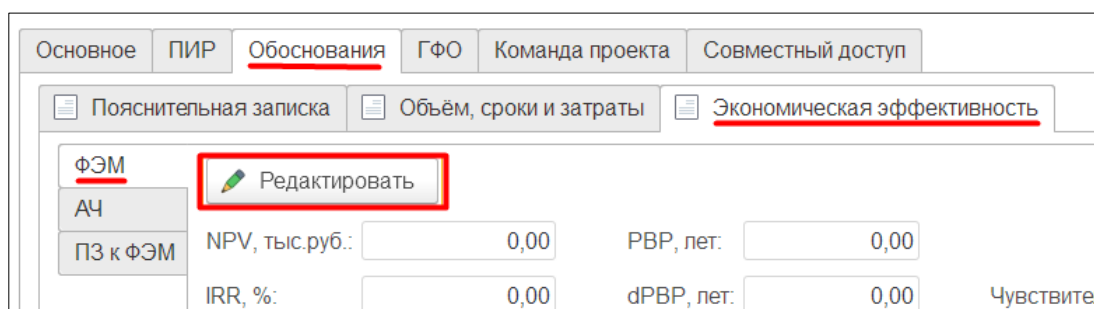 Основное ПИР Обоснования ГФО Команда проекта Совместный доступ
Пояснительная записка Объём, сроки и затраты Экономическая эффективность
ФЭМ
Редактировать
АЧ
ПЗ к ФЭМ
NPV, тыс.руб.: 0,00 PBP, лет: 0,00
IRR, %: 0,00 dPBP, лет: 0,00 Чувствите